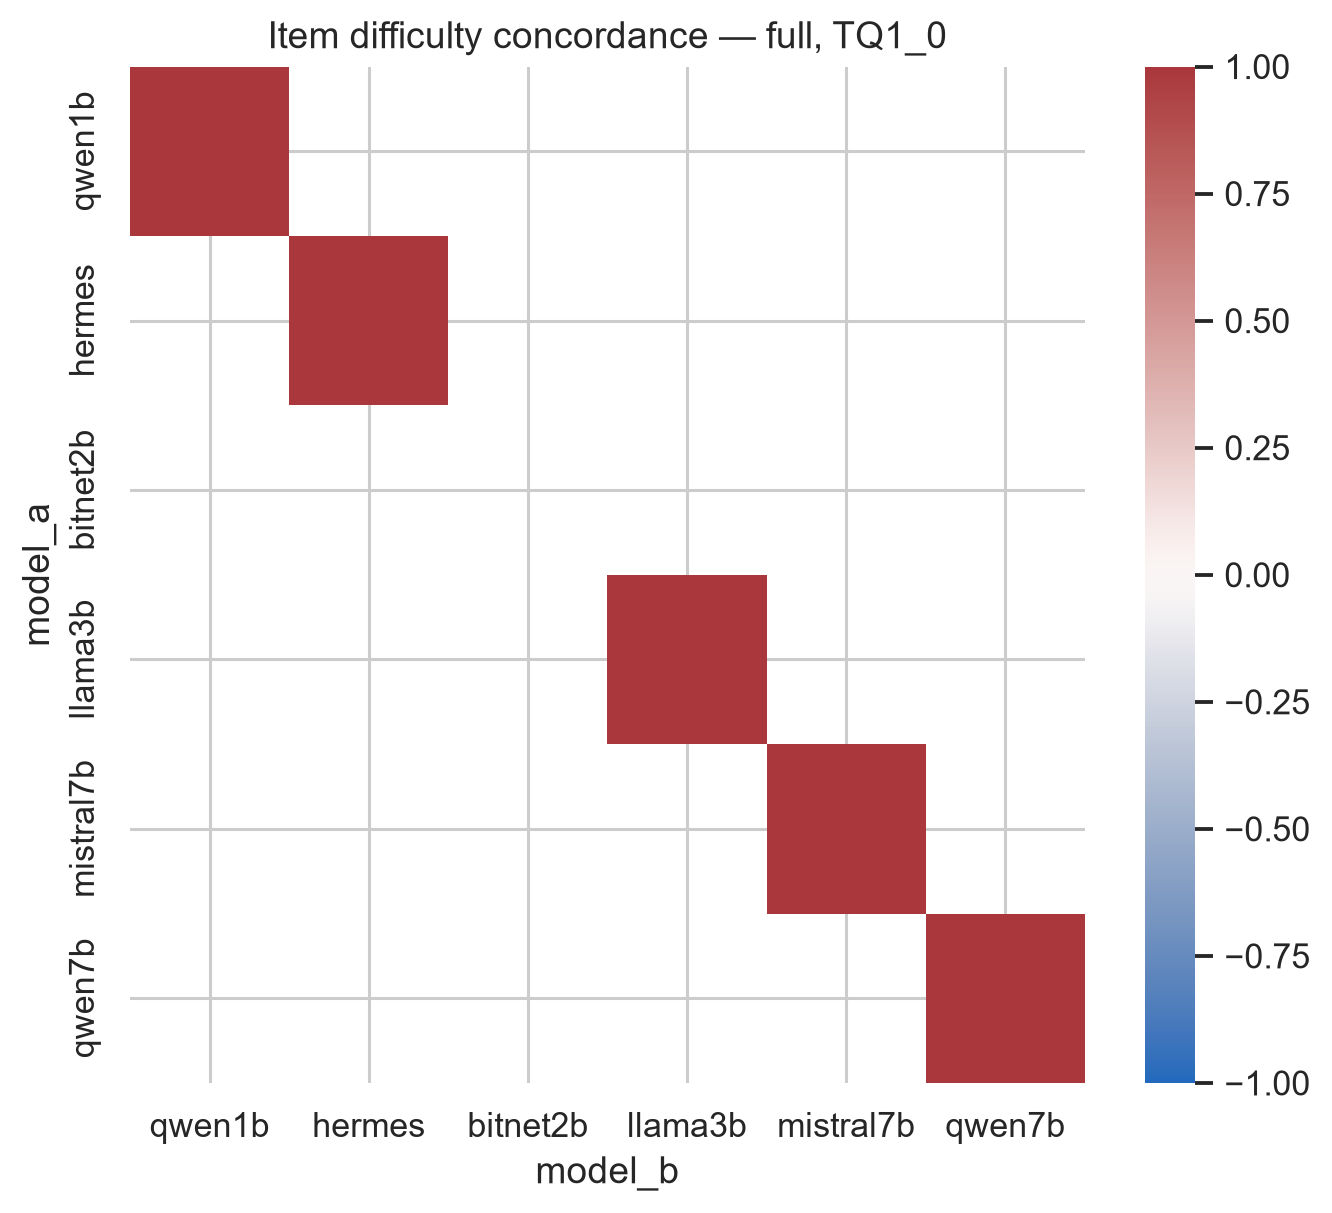 Item difficulty concordance — full, TQ1_0
model_a
qwen1b
hermes
bitnet2b
llama3b
mistral7b
qwen7b
qwen1b hermes bitnet2b llama3b mistral7b qwen7b
model_b
1.00
0.75
0.50
0.25
0.00
−0.25
−0.50
−0.75
−1.00